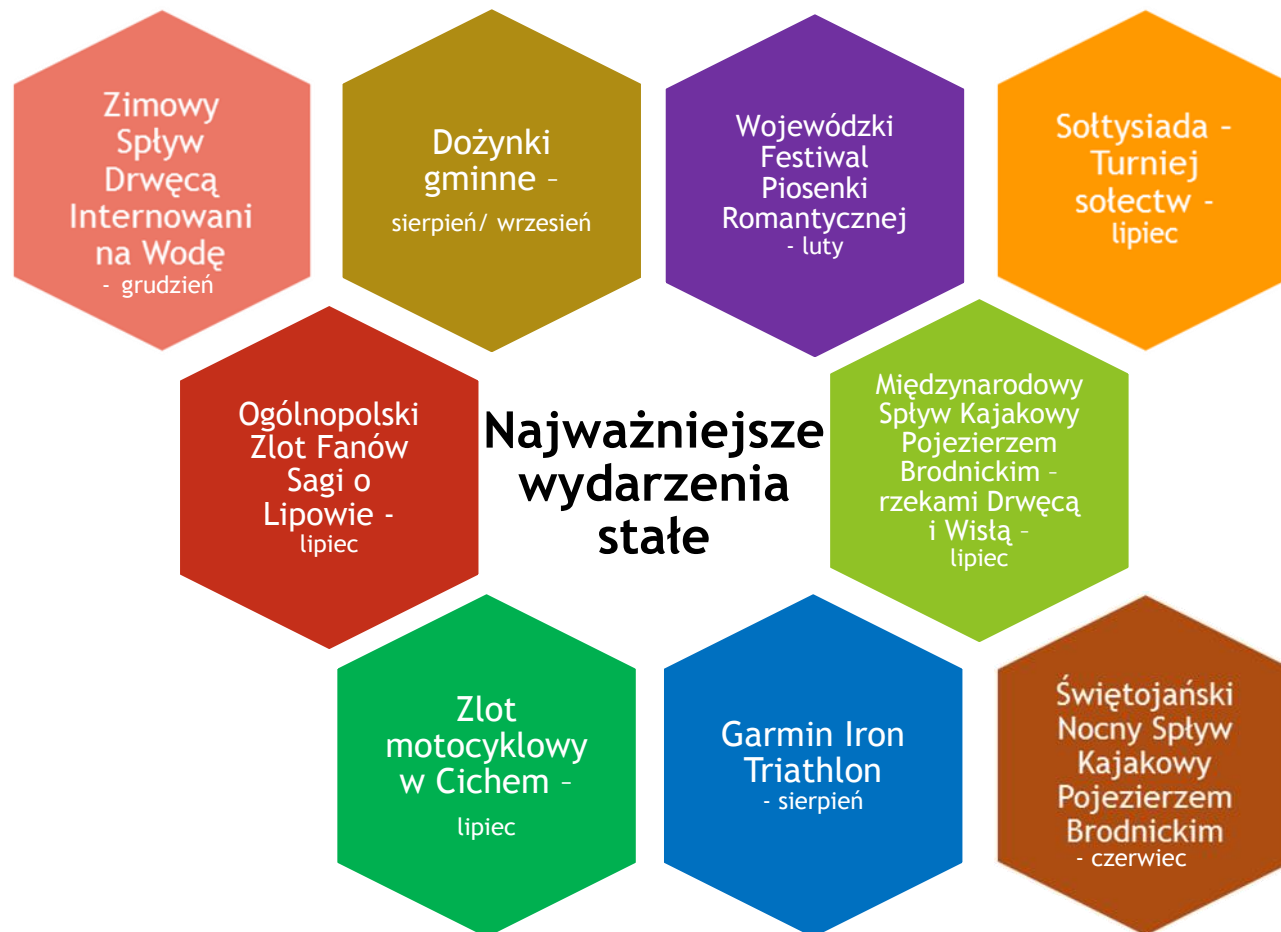 Zimowy
Spływ
Drwęcą
Internowani
na Wodę
- grudzień
Dożynki
gminne –
sierpień/ wrzesień
Wojewódzki
Festiwal
Piosenki
Romantycznej
- luty
Sołtysiada –
Turniej
sołectw -
lipiec
Ogólnopolski
Zlot Fanów
Sagi o
Lipowie -
lipiec
Najważniejsze
wydarzenia
stałe
Międzynarodowy
Spływ Kajakowy
Pojezierzem
Brodnickim –
rzekami Drwęcą
i Wisłą –
lipiec
Zlot
motocyklowy
w Cichem –
lipiec
Garmin Iron
Triathlon
- sierpień
Świętojański
Nocny Spływ
Kajakowy
Pojezierzem
Brodnickim
- czerwiec